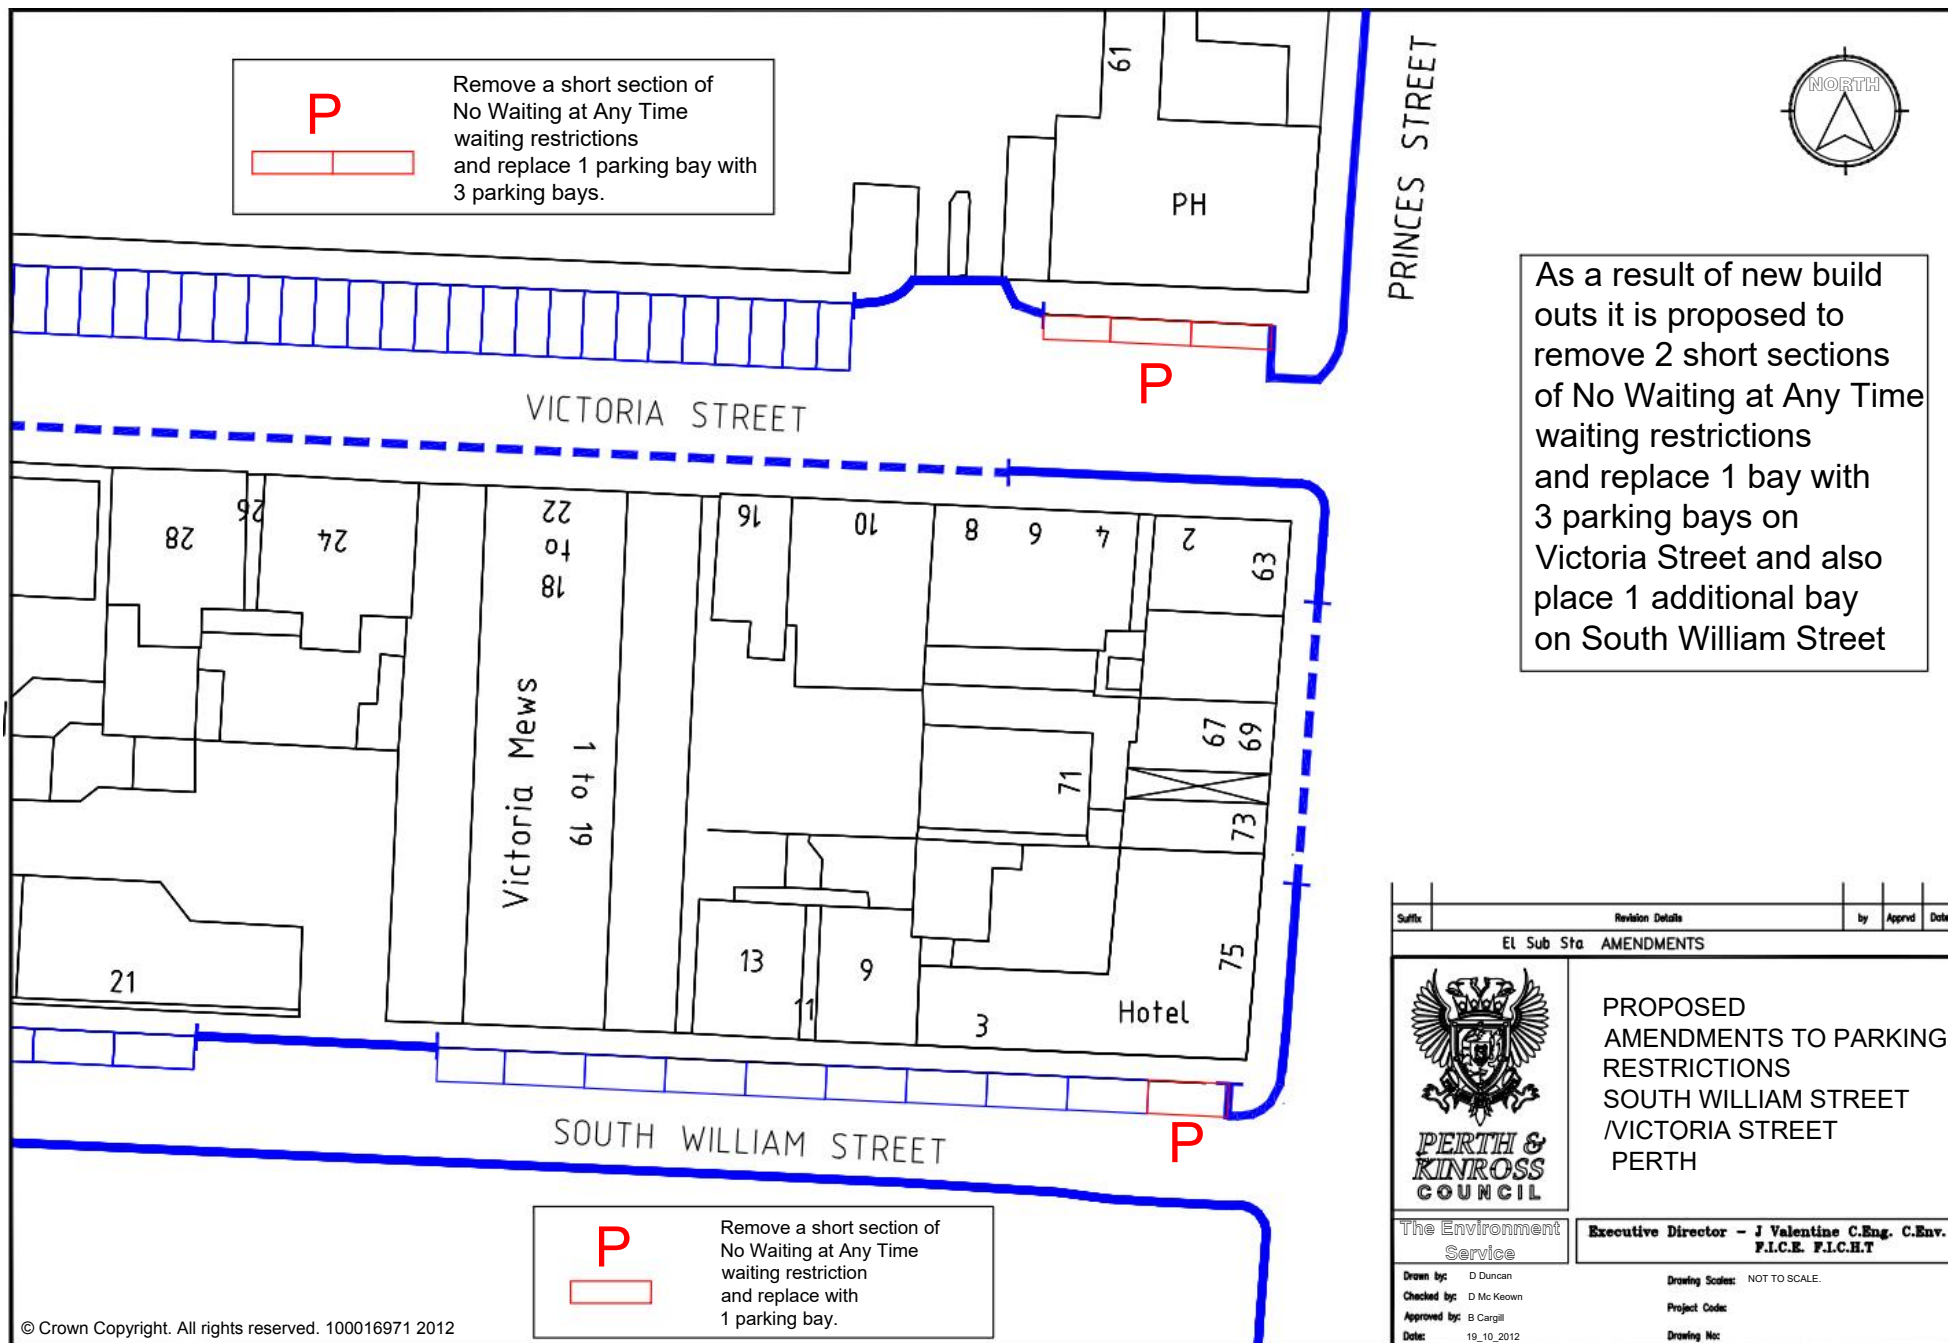 P
Remove a short section of
No Waiting at Any Time
waiting restrictions
and replace 1 parking bay with
3 parking bays.
61
PH
PRINCES STREET
NORTH
As a result of new build
outs it is proposed to
remove 2 short sections
of No Waiting at Any Time
waiting restrictions
and replace 1 bay with
3 parking bays on
Victoria Street and also
place 1 additional bay
on South William Street
P
VICTORIA STREET
28
26
24
22
to
18
16
10
8
6
4
2
63
Victoria Mews
1 to 19
67
69
71
73
75
21
13
11
9
3
Hotel
SOUTH WILLIAM STREET
P
P
Remove a short section of
No Waiting at Any Time
waiting restriction
and replace with
1 parking bay.
© Crown Copyright. All rights reserved. 100016971 2012
Suffix Revision Details by Apprvd Date
El Sub Sta AMENDMENTS
PERTH &
KINROSS
COUNCIL
PROPOSED
AMENDMENTS TO PARKING
RESTRICTIONS
SOUTH WILLIAM STREET
/VICTORIA STREET
PERTH
The Environment
Service
Executive Director - J Valentine C.Eng. C.Env.
F.I.C.E. F.I.C.H.T
Drawn by: D Duncan
Checked by: D Mc Keown
Approved by: B Cargill
Date: 19_10_2012
Drawing Scales: NOT TO SCALE.
Project Code:
Drawing No: